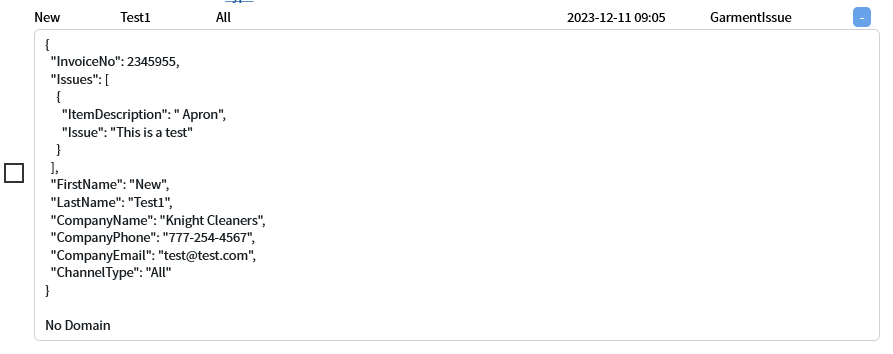 New Test1 All 2023-12-11 09:05 GarmentIssue -
{
"InvoiceNo": 2345955,
"Issues": [
{
"ItemDescription": " Apron",
"Issue": "This is a test"
}
],
"FirstName": "New",
"LastName": "Test1",
"CompanyName": "Knight Cleaners",
"CompanyPhone": "777-254-4567",
"CompanyEmail": "test@test.com",
"ChannelType": "All"
}
No Domain